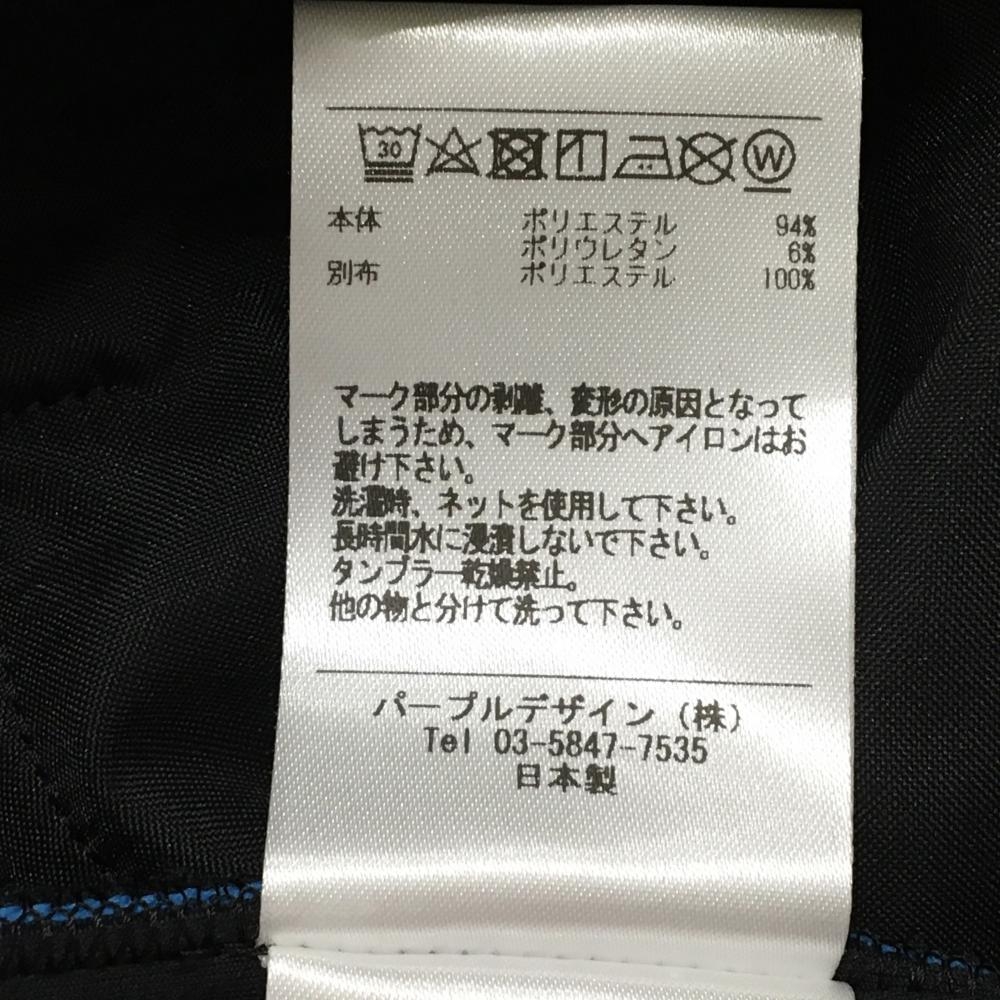 30 W
本体 ポリエステル 94%
ポリウレタン 6%
別布 ポリエステル 100%
マーク部分の剥離、変形の原因となって
しまうため、マーク部分へアイロンはお
避け下さい。
洗濯時、ネットを使用して下さい。
長時間水に浸漬しないで下さい。
タンブラー乾燥禁止。
他の物と分けて洗って下さい。
パープルデザイン（株）
Tel 03-5847-7535
日本製